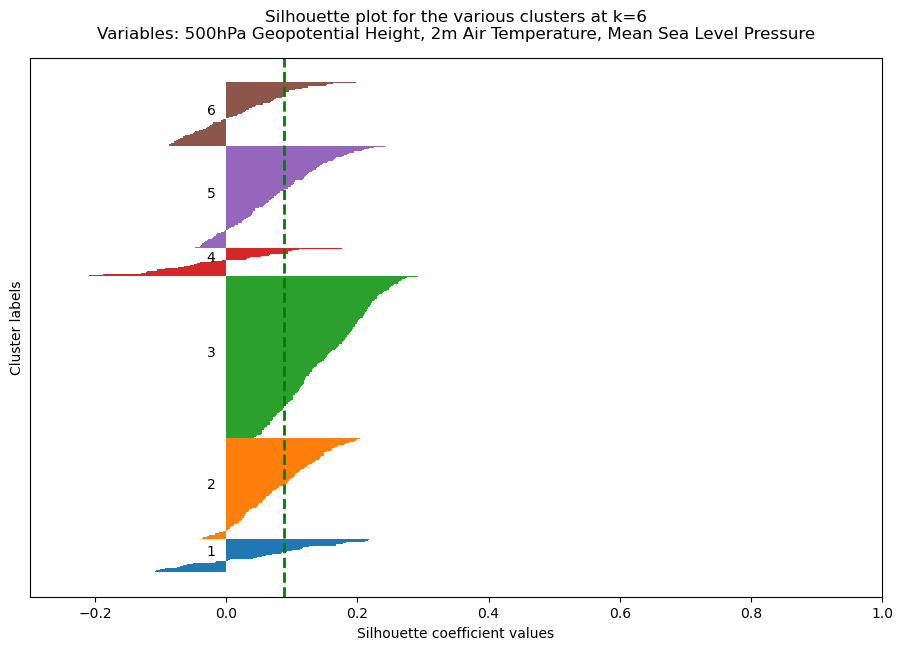 Silhouette plot for the various clusters at k=6
Variables: 500hPa Geopotential Height, 2m Air Temperature, Mean Sea Level Pressure
6
5
4
3
2
1
Cluster labels
−0.2 0.0 0.2 0.4 0.6 0.8 1.0
Silhouette coefficient values